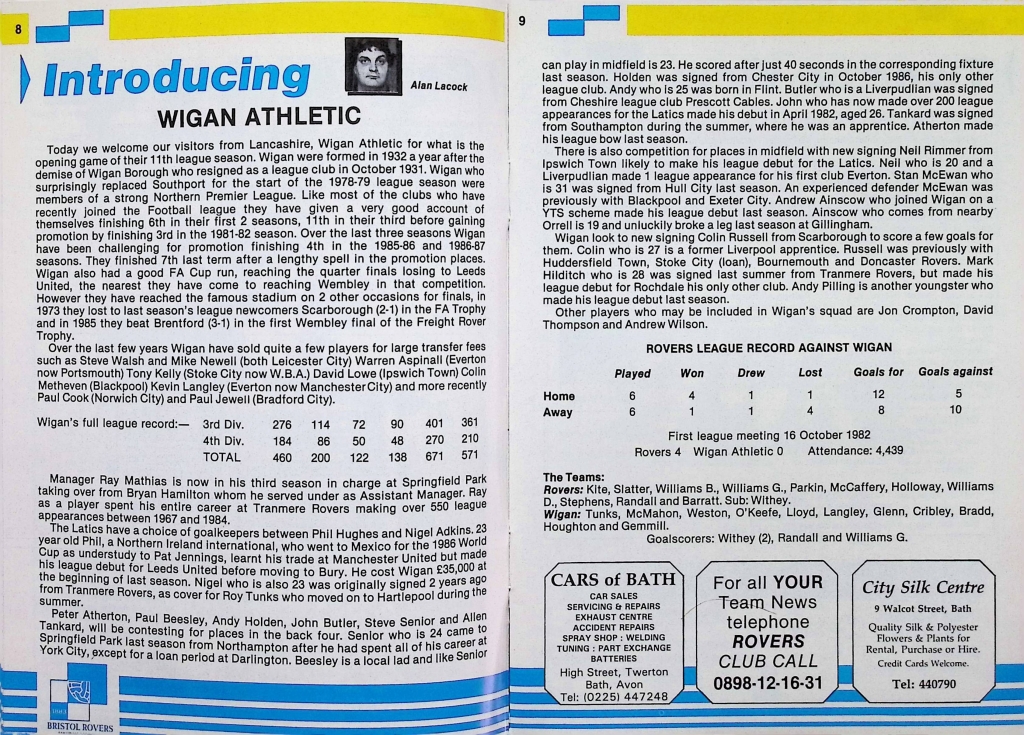 8
Introducing
Alan Lacock
WIGAN ATHLETIC
Today we welcome our visitors from Lancashire, Wigan Athletic for what is the
opening game of their 11th league season. Wigan were formed in 1932 a year after the
demise of Wigan Borough who resigned as a league club in October 1931. Wigan who
surprisingly replaced Southport for the start of the 1978-79 league season were
members of a strong Northern Premier League. Like most of the clubs who have
recently joined the Football league they have given a very good account of
themselves finishing 6th in their first 2 seasons, 11th in their third before gaining
promotion by finishing 3rd in the 1981-82 season. Over the last three seasons Wigan
have been challenging for promotion finishing 4th in the 1985-86 and 1986-87
seasons. They finished 7th last term after a lengthy spell in the promotion places.
Wigan also had a good FA Cup run, reaching the quarter finals losing to Leeds
United, the nearest they have come to reaching Wembley in that competition.
However they have reached the famous stadium on 2 other occasions for finals, in
1973 they lost to last season's league newcomers Scarborough (2-1) in the FA Trophy
and in 1985 they beat Brentford (3-1) in the first Wembley final of the Freight Rover
Trophy.
Over the last few years Wigan have sold quite a few players for large transfer fees
such as Steve Walsh and Mike Newell (both Leicester City) Warren Aspinall (Everton
now Portsmouth) Tony Kelly (Stoke City now W.B.A.) David Lowe (Ipswich Town) Colin
Metheven (Blackpool) Kevin Langley (Everton now Manchester City) and more recently
Paul Cook (Norwich City) and Paul Jewell (Bradford City).
Wigan's full league record:— 3rd Div. 276 114 72 90 401 361
4th Div. 184 86 50 48 270 210
TOTAL 460 200 122 138 671 571
Manager Ray Mathias is now in his third season in charge at Springfield Park
taking over from Bryan Hamilton whom he served under as Assistant Manager. Ray
as a player spent his entire career at Tranmere Rovers making over 550 league
appearances between 1967 and 1984.
The Latics have a choice of goalkeepers between Phil Hughes and Nigel Adkins. 23
year old Phil, a Northern Ireland international, who went to Mexico for the 1986 World
Cup as understudy to Pat Jennings, learnt his trade at Manchester United but made
his league debut for Leeds United before moving to Bury. He cost Wigan £35,000 at
the beginning of last season. Nigel who is also 23 was originally signed 2 years ago
from Tranmere Rovers, as cover for Roy Tunks who moved on to Hartlepool during the
summer.
Peter Atherton, Paul Beesley, Andy Holden, John Butler, Steve Senior and Allen
Tankard, will be contesting for places in the back four. Senior who is 24 came to
Springfield Park last season from Northampton after he had spent all of his career at
York City, except for a loan period at Darlington. Beesley is a local lad and like Senior
BRISTOL ROVERS
9
can play in midfield is 23. He scored after just 40 seconds in the corresponding fixture
last season. Holden was signed from Chester City in October 1986, his only other
league club. Andy who is 25 was born in Flint. Butler who is a Liverpudlian was signed
from Cheshire league club Prescott Cables. John who has now made over 200 league
appearances for the Latics made his debut in April 1982, aged 26. Tankard was signed
from Southampton during the summer, where he was an apprentice. Atherton made
his league bow last season.
There is also competition for places in midfield with new signing Neil Rimmer from
Ipswich Town likely to make his league debut for the Latics. Neil who is 20 and a
Liverpudlian made 1 league appearance for his first club Everton. Stan McEwan who
is 31 was signed from Hull City last season. An experienced defender McEwan was
previously with Blackpool and Exeter City. Andrew Ainscow who joined Wigan on a
YTS scheme made his league debut last season. Ainscow who comes from nearby
Orrell is 19 and unluckily broke a leg last season at Gillingham.
Wigan look to new signing Colin Russell from Scarborough to score a few goals for
them. Colin who is 27 is a former Liverpool apprentice. Russell was previously with
Huddersfield Town, Stoke City (loan), Bournemouth and Doncaster Rovers. Mark
Hilditch who is 28 was signed last summer from Tranmere Rovers, but made his
league debut for Rochdale his only other club. Andy Pilling is another youngster who
made his league debut last season.
Other players who may be included in Wigan's squad are Jon Crompton, David
Thompson and Andrew Wilson.
ROVERS LEAGUE RECORD AGAINST WIGAN
Played Won Drew Lost Goals for Goals against
Home 6 4 1 1 12 5
Away 6 1 1 4 8 10
First league meeting 16 October 1982
Rovers 4 Wigan Athletic 0 Attendance: 4,439
The Teams:
Rovers: Kite, Slatter, Williams B., Williams G., Parkin, McCaffery, Holloway, Williams
D., Stephens, Randall and Barratt. Sub: Withey.
Wigan: Tunks, McMahon, Weston, O'Keefe, Lloyd, Langley, Glenn, Cribley, Bradd,
Houghton and Gemmill.
Goalscorers: Withey (2), Randall and Williams G.
CARS of BATH
CAR SALES
SERVICING & REPAIRS
EXHAUST CENTRE
ACCIDENT REPAIRS
SPRAY SHOP : WELDING
TUNING : PART EXCHANGE
BATTERIES
High Street, Twerton
Bath, Avon
Tel: (0225) 447248
For all YOUR
Team News
telephone
ROVERS
CLUB CALL
0898-12-16-31
City Silk Centre
9 Walcot Street, Bath
Quality Silk & Polyester
Flowers & Plants for
Rental, Purchase or Hire.
Credit Cards Welcome.
Tel: 440790